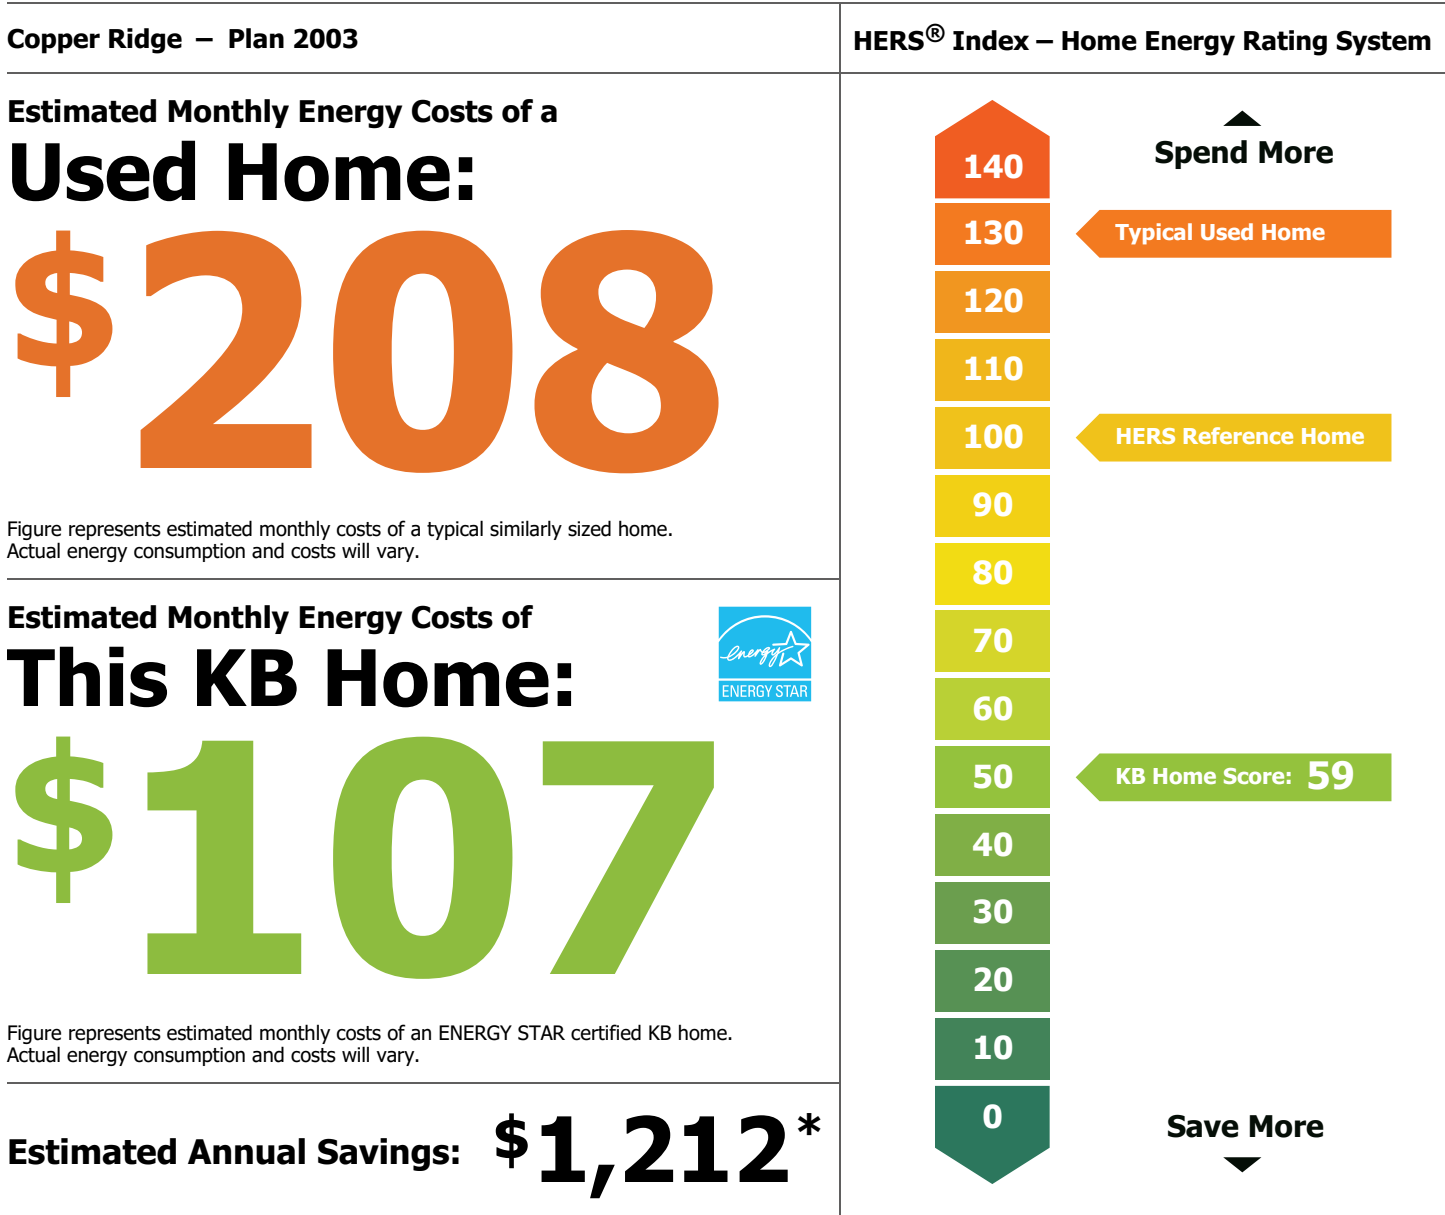 Copper Ridge – Plan 2003
Estimated Monthly Energy Costs of a
Used Home:
$208
Figure represents estimated monthly costs of a typical similarly sized home.
Actual energy consumption and costs will vary.
Estimated Monthly Energy Costs of
This KB Home:
energy
ENERGY STAR
$107
Figure represents estimated monthly costs of an ENERGY STAR certified KB home.
Actual energy consumption and costs will vary.
Estimated Annual Savings: $1,212*
HERS® Index – Home Energy Rating System
Spend More
140
130 Typical Used Home
120
110
100 HERS Reference Home
90
80
70
60
50 KB Home Score: 59
40
30
20
10
0
Save More